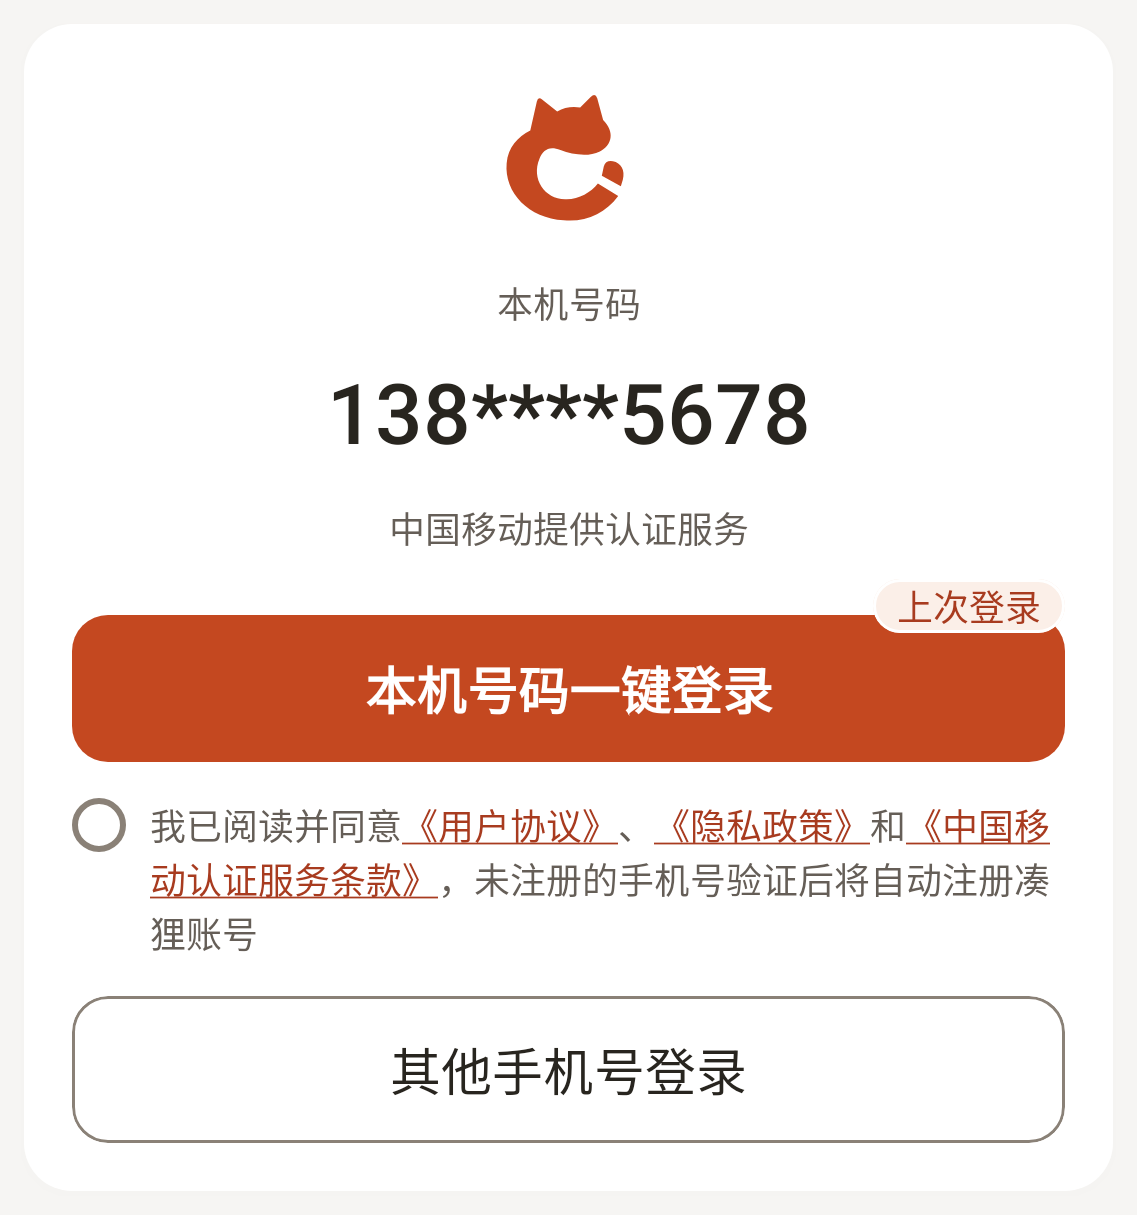 本机号码
138****5678
中国移动提供认证服务
上次登录
本机号码一键登录
我已阅读并同意《用户协议》、《隐私政策》和《中国移
动认证服务条款》，未注册的手机号验证后将自动注册凑
狸账号
其他手机号登录